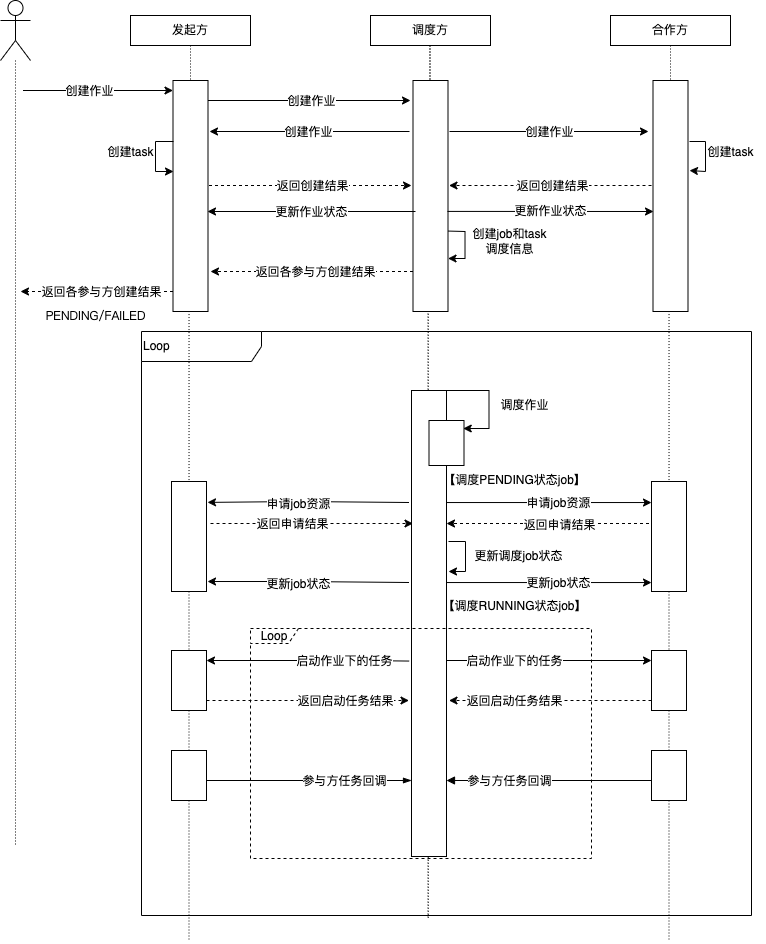 发起方
调度方
合作方
创建作业
创建作业
创建作业
创建作业
创建task
创建task
返回创建结果
返回创建结果
更新作业状态
更新作业状态
创建job和task
调度信息
返回各参与方创建结果
返回各参与方创建结果
PENDING/FAILED
Loop
调度作业
【调度PENDING状态job】
申请job资源
申请job资源
返回申请结果
返回申请结果
更新调度job状态
更新job状态
更新job状态
【调度RUNNING状态job】
Loop
启动作业下的任务
启动作业下的任务
返回启动任务结果
返回启动任务结果
参与方任务回调
参与方任务回调